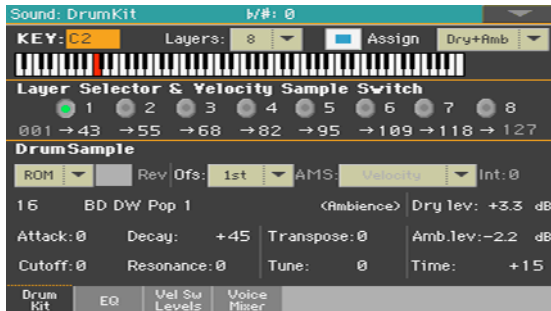 Sound: DrumKit ♭/#: 0
KEY: C2 Layers: 8 Assign Dry+Amb
Layer Selector & Velocity Sample Switch
1 2 3 4 5 6 7 8
001 →43 →55 →68 →82 →95 →109 →118 → 127
DrumSample
ROM Rev Ofs: 1st AMS: Velocity Int: 0
16 BD DW Pop 1 (Ambience) Dry lev: +3.3 dB
Attack: 0 Decay: +45 Transpose: 0 Amb.lev: -2.2 dB
Cutoff: 0 Resonance: 0 Tune: 0 Time: +15
Drum Kit EQ Vel Sw Levels Voice Mixer